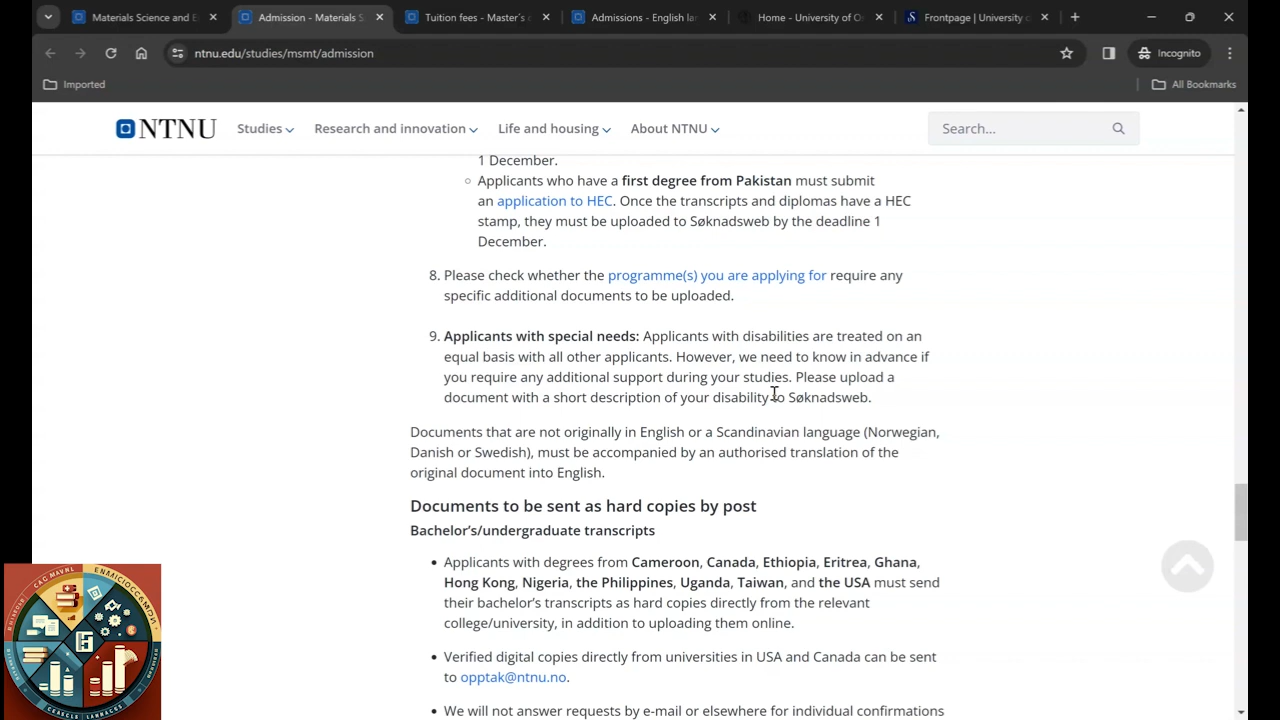 Materials Science and E
Admission - Materials S
Tuition fees - Master's c
Admissions - English lan
Home - University of Os
Frontpage | University o
ntnu.edu/studies/msmt/admission
Incognito
Imported
All Bookmarks
NTNU
Studies
Research and innovation
Life and housing
About NTNU
Search...
1 December.
Applicants who have a first degree from Pakistan must submit
an application to HEC. Once the transcripts and diplomas have a HEC
stamp, they must be uploaded to Søknadsweb by the deadline 1
December.
8. Please check whether the programme(s) you are applying for require any
specific additional documents to be uploaded.
9. Applicants with special needs: Applicants with disabilities are treated on an
equal basis with all other applicants. However, we need to know in advance if
you require any additional support during your studies. Please upload a
document with a short description of your disability to Søknadsweb.
Documents that are not originally in English or a Scandinavian language (Norwegian,
Danish or Swedish), must be accompanied by an authorised translation of the
original document into English.
Documents to be sent as hard copies by post
Bachelor's/undergraduate transcripts
• Applicants with degrees from Cameroon, Canada, Ethiopia, Eritrea, Ghana,
Hong Kong, Nigeria, the Philippines, Uganda, Taiwan, and the USA must send
their bachelor's transcripts as hard copies directly from the relevant
college/university, in addition to uploading them online.
• Verified digital copies directly from universities in USA and Canada can be sent
to opptak@ntnu.no.
• We will not answer requests by e-mail or elsewhere for individual confirmations